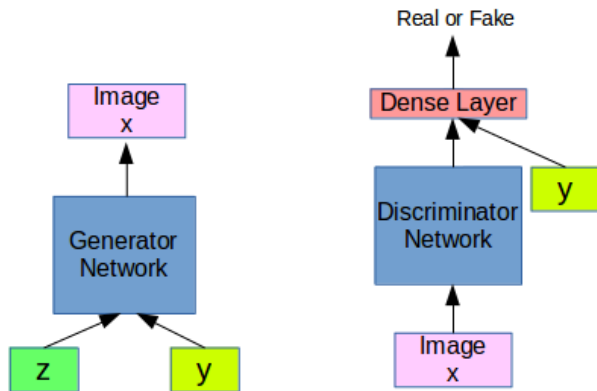 Image
x
Generator
Network
z
y
Real or Fake
Dense Layer
y
Discriminator
Network
Image
x